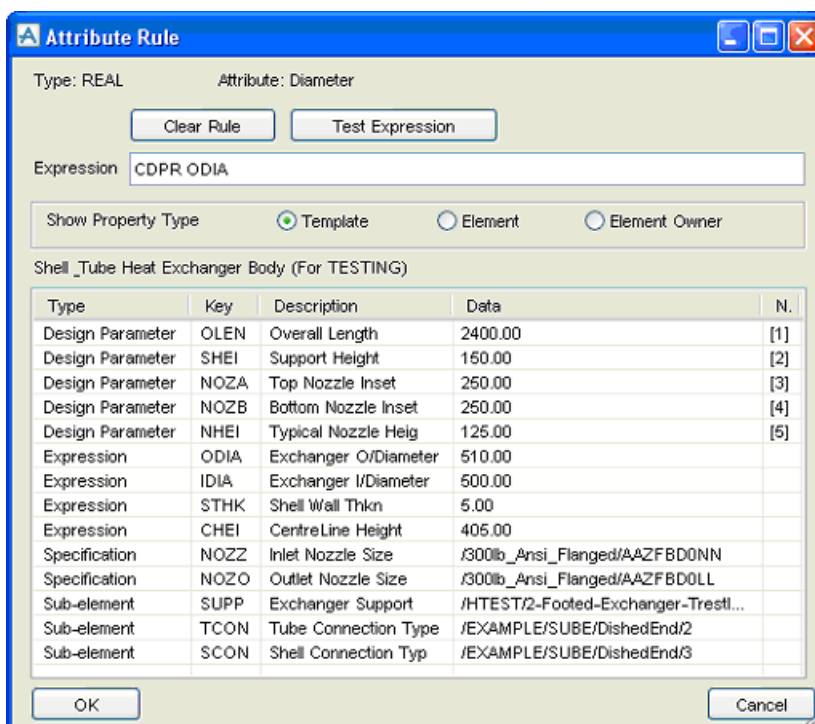 Attribute Rule
Type: REAL Attribute: Diameter
Clear Rule Test Expression
Expression CDPR ODIA
Show Property Type Template Element Element Owner
Shell _Tube Heat Exchanger Body (For TESTING)
Type Key Description Data N.
Design Parameter OLEN Overall Length 2400.00 [1]
Design Parameter SHEI Support Height 150.00 [2]
Design Parameter NOZA Top Nozzle Inset 250.00 [3]
Design Parameter NOZB Bottom Nozzle Inset 250.00 [4]
Design Parameter NHEI Typical Nozzle Heig 125.00 [5]
Expression ODIA Exchanger O/Diameter 510.00
Expression IDIA Exchanger I/Diameter 500.00
Expression STHK Shell Wall Thkn 5.00
Expression CHEI CentreLine Height 405.00
Specification NOZZ Inlet Nozzle Size /300lb_Ansi_Flanged/AAZFBD0NN
Specification NOZO Outlet Nozzle Size /300lb_Ansi_Flanged/AAZFBD0LL
Sub-element SUPP Exchanger Support /HTEST/2-Footed-Exchanger-Trestl...
Sub-element TCON Tube Connection Type /EXAMPLE/SUBE/DishedEnd/2
Sub-element SCON Shell Connection Typ /EXAMPLE/SUBE/DishedEnd/3
OK Cancel